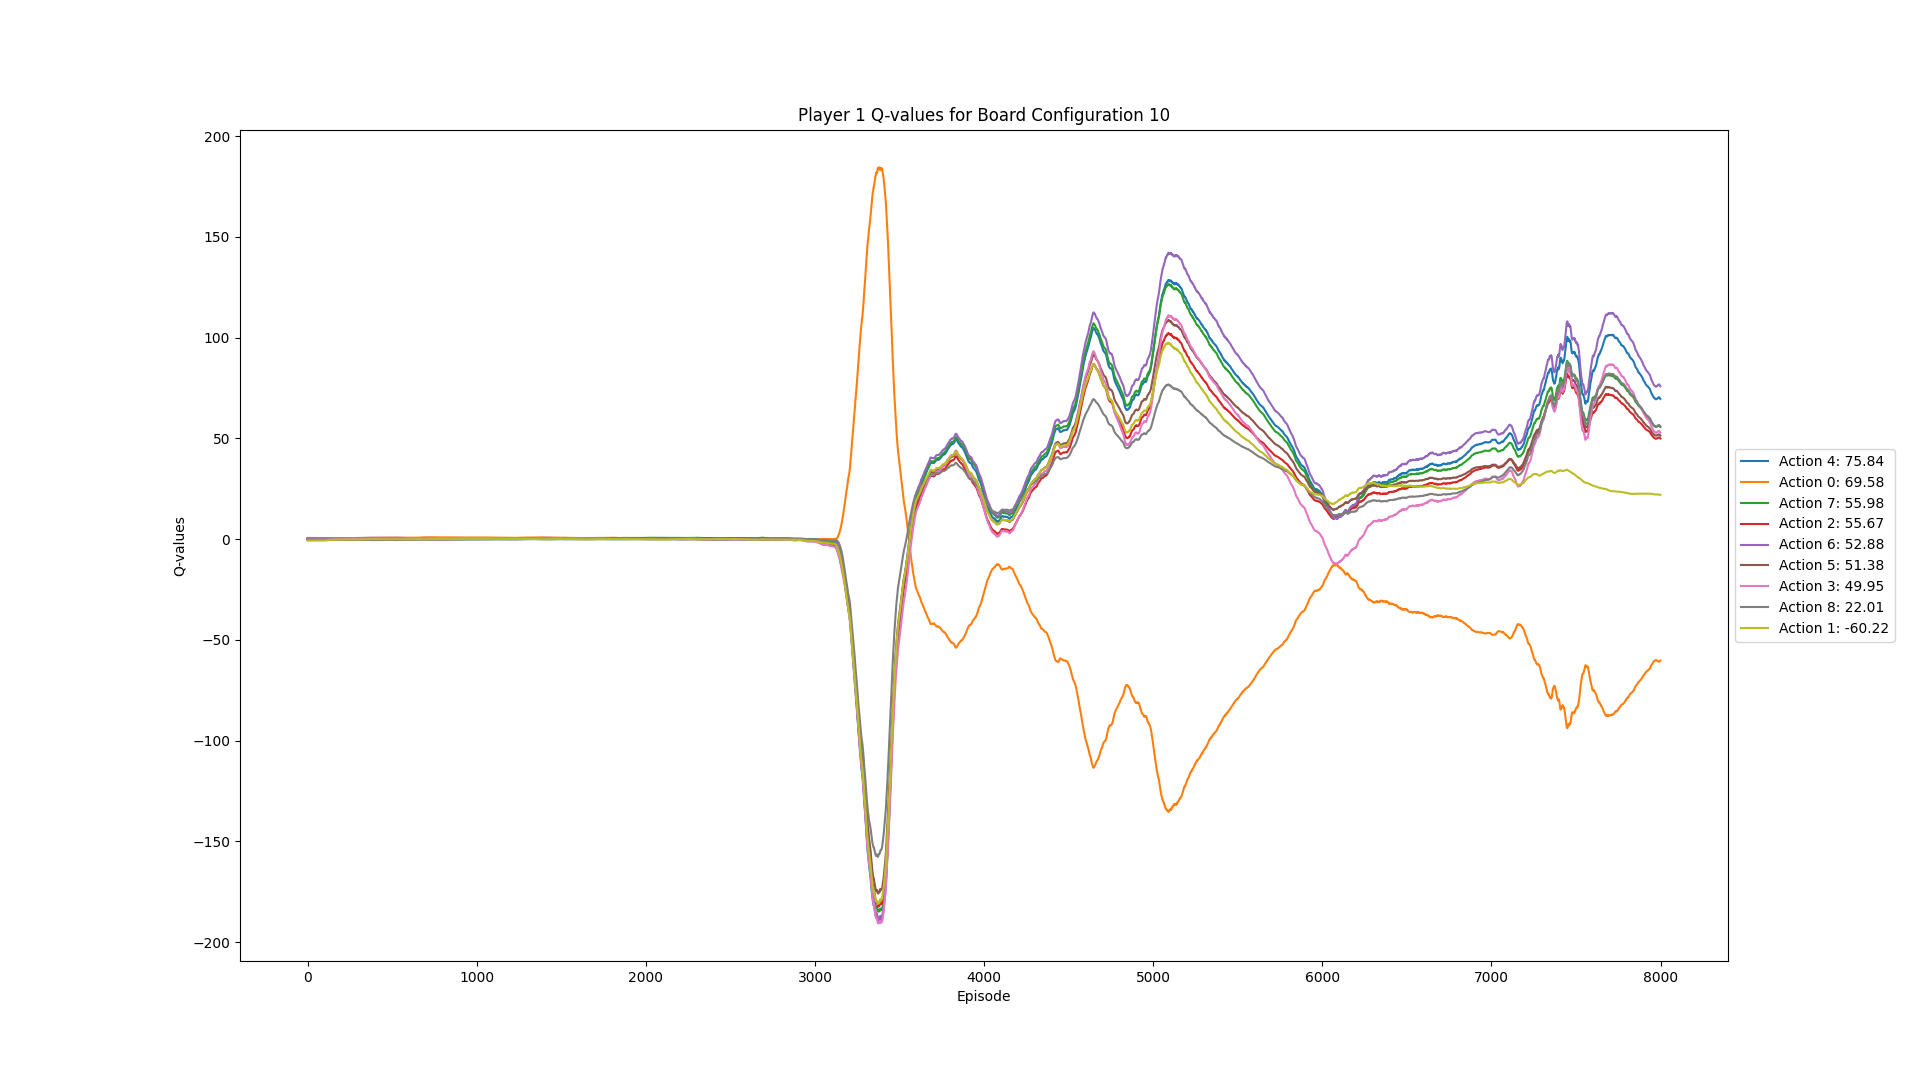 Player 1 Q-values for Board Configuration 10
200
150
100
50
0
−50
−100
−150
−200
Q-values
0 1000 2000 3000 4000 5000 6000 7000 8000
Episode
Action 4: 75.84
Action 0: 69.58
Action 7: 55.98
Action 2: 55.67
Action 6: 52.88
Action 5: 51.38
Action 3: 49.95
Action 8: 22.01
Action 1: -60.22